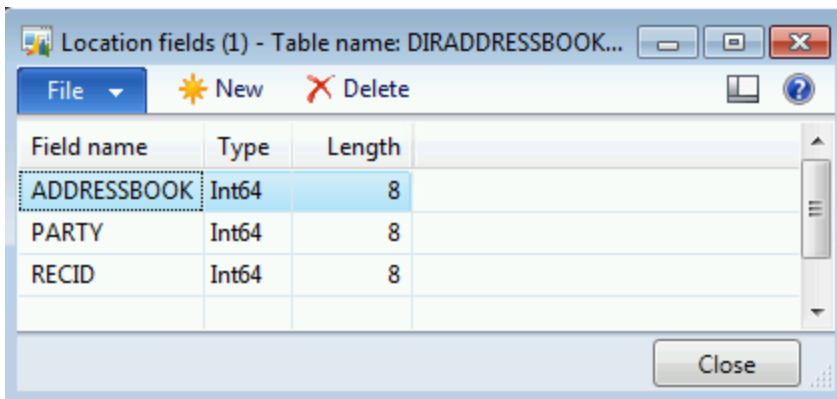 Location fields (1) - Table name: DIRADDRESSBOOK...
File New Delete
Field name Type Length
ADDRESSBOOK Int64 8
PARTY Int64 8
RECID Int64 8
Close